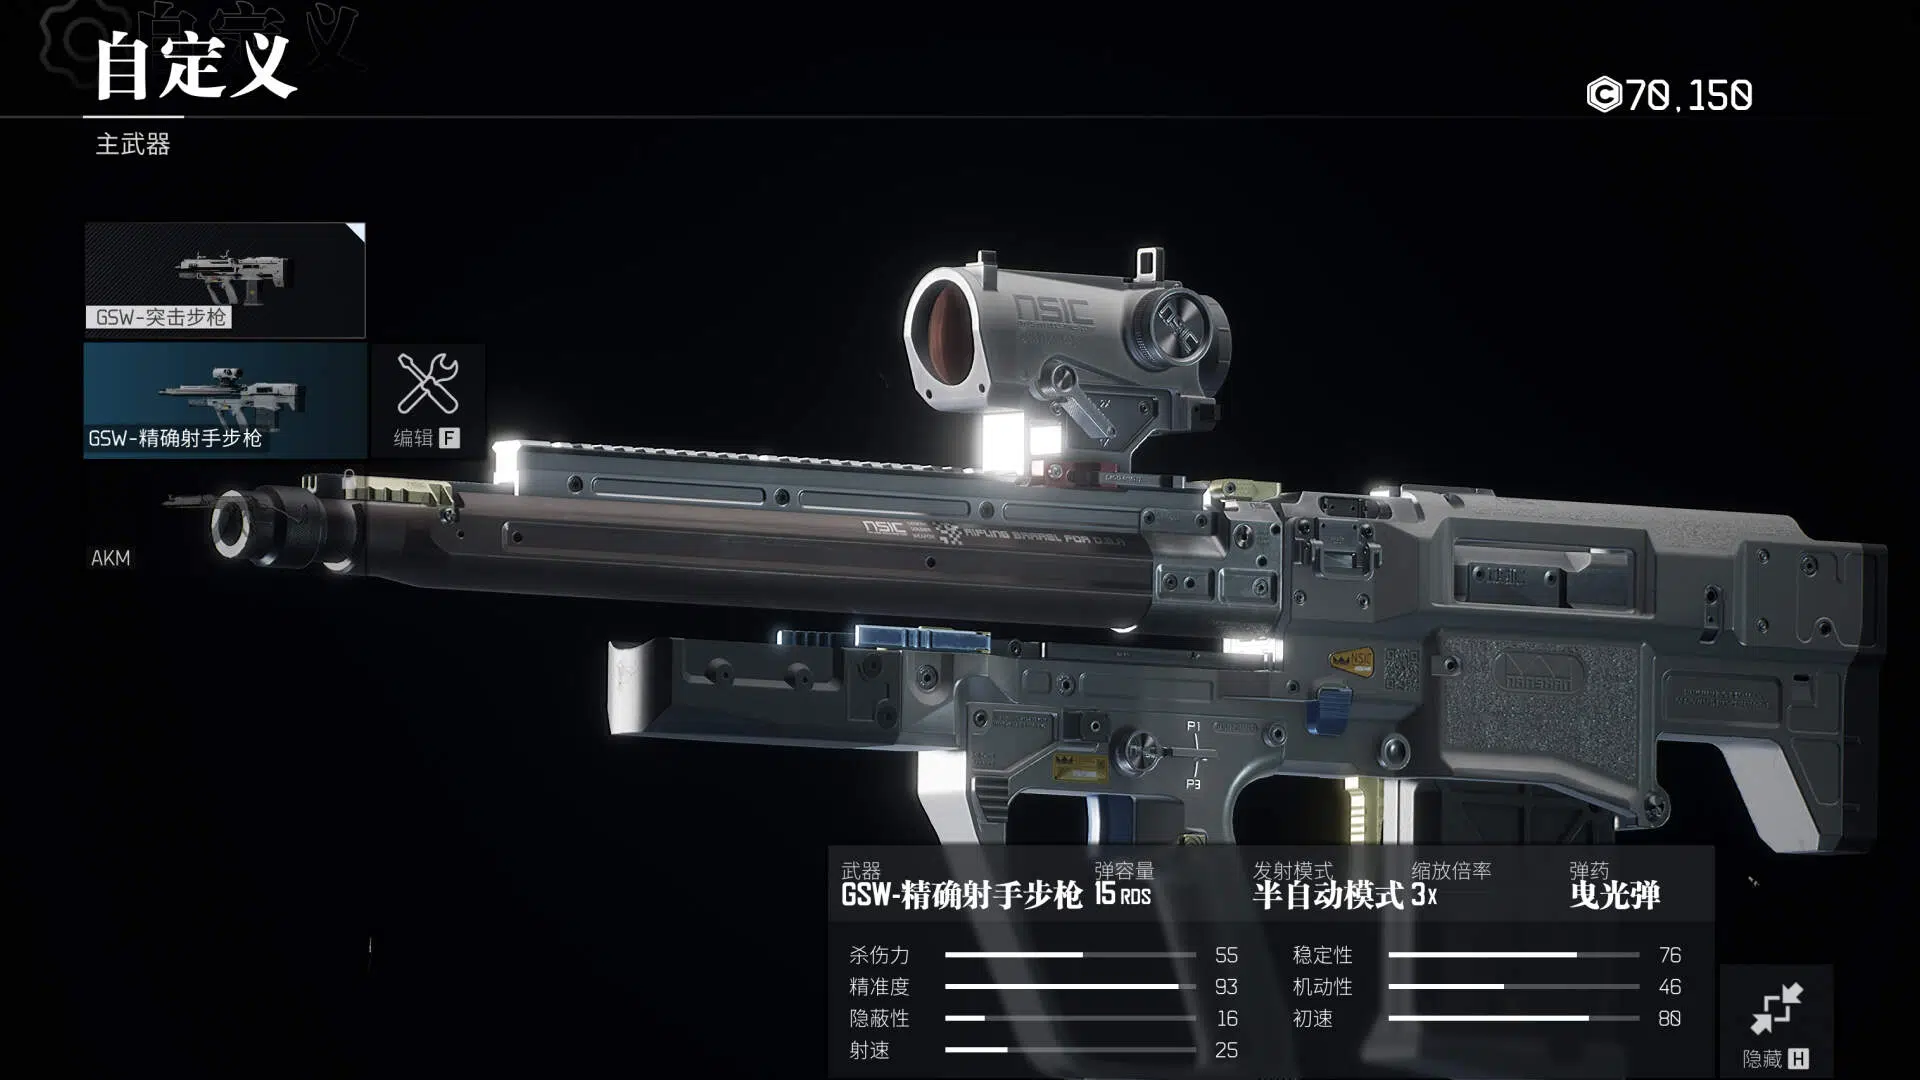 自定义
70,150
主武器
GSW-突击步枪
GSW-精确射手步枪
编辑 F
AKM
NSIC
NSIC
NSIC RIFLING BARREL FOR D.S.R
NSIC
NANSHAN
P1
P3
武器 弹容量 发射模式 缩放倍率 弹药
GSW-精确射手步枪 15 RDS 半自动模式 3X 曳光弹
杀伤力 55 稳定性 76
精准度 93 机动性 46
隐蔽性 16 初速 80
射速 25
隐藏 H